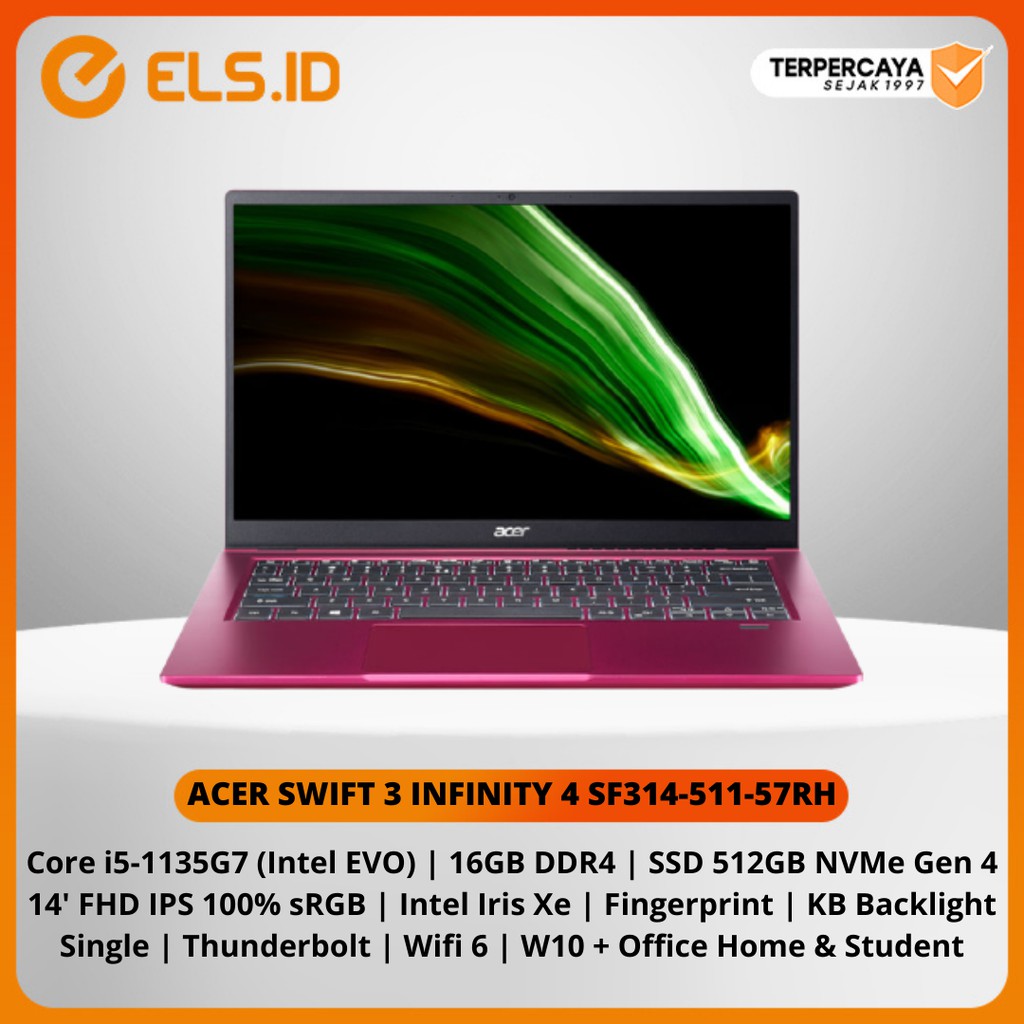 ELS.ID
TERPERCAYA
SEJAK 1997
acer
ACER SWIFT 3 INFINITY 4 SF314-511-57RH
Core i5-1135G7 (Intel EVO) | 16GB DDR4 | SSD 512GB NVMe Gen 4
14' FHD IPS 100% sRGB | Intel Iris Xe | Fingerprint | KB Backlight
Single | Thunderbolt | Wifi 6 | W10 + Office Home & Student